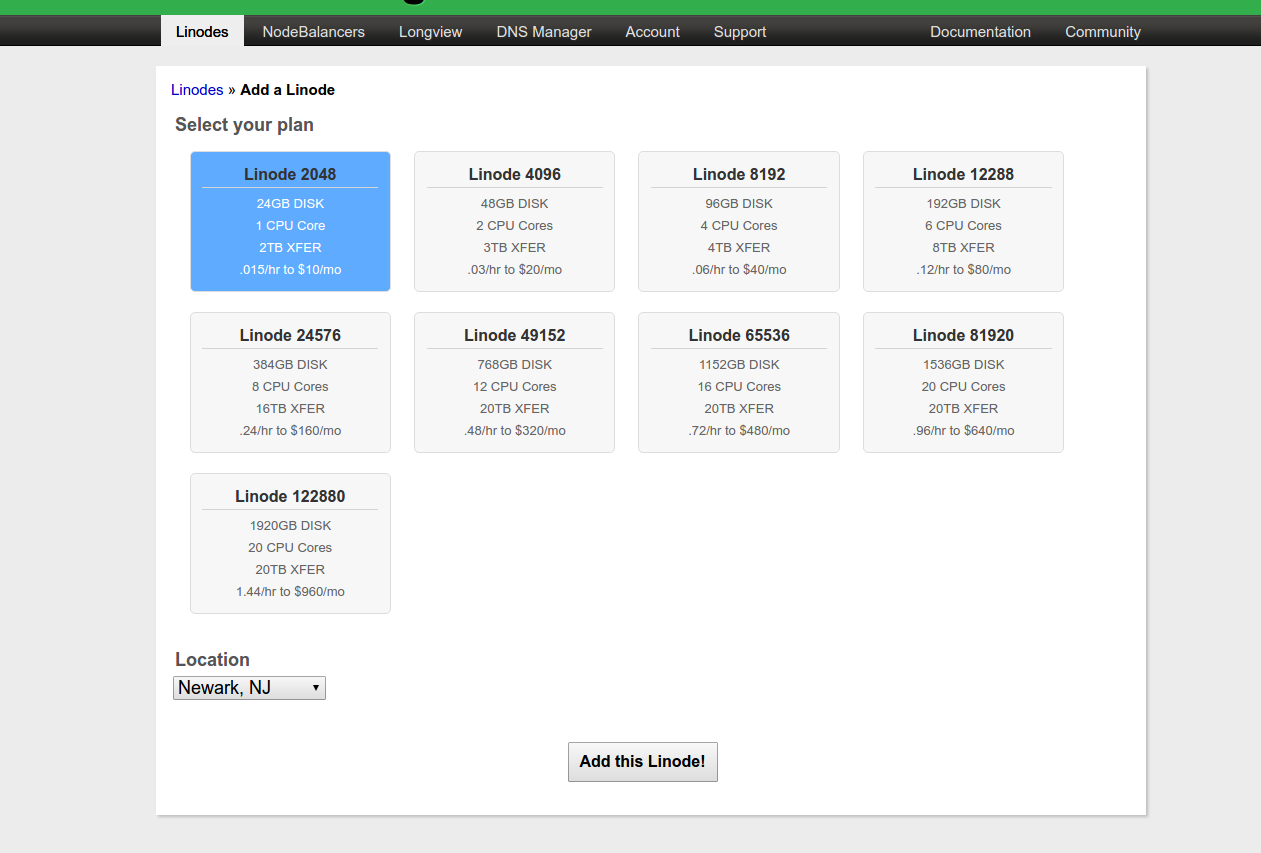 Linodes NodeBalancers Longview DNS Manager Account Support Documentation Community
Linodes » Add a Linode
Select your plan
Linode 2048
24GB DISK
1 CPU Core
2TB XFER
.015/hr to $10/mo
Linode 4096
48GB DISK
2 CPU Cores
3TB XFER
.03/hr to $20/mo
Linode 8192
96GB DISK
4 CPU Cores
4TB XFER
.06/hr to $40/mo
Linode 12288
192GB DISK
6 CPU Cores
8TB XFER
.12/hr to $80/mo
Linode 24576
384GB DISK
8 CPU Cores
16TB XFER
.24/hr to $160/mo
Linode 49152
768GB DISK
12 CPU Cores
20TB XFER
.48/hr to $320/mo
Linode 65536
1152GB DISK
16 CPU Cores
20TB XFER
.72/hr to $480/mo
Linode 81920
1536GB DISK
20 CPU Cores
20TB XFER
.96/hr to $640/mo
Linode 122880
1920GB DISK
20 CPU Cores
20TB XFER
1.44/hr to $960/mo
Location
Newark, NJ
Add this Linode!